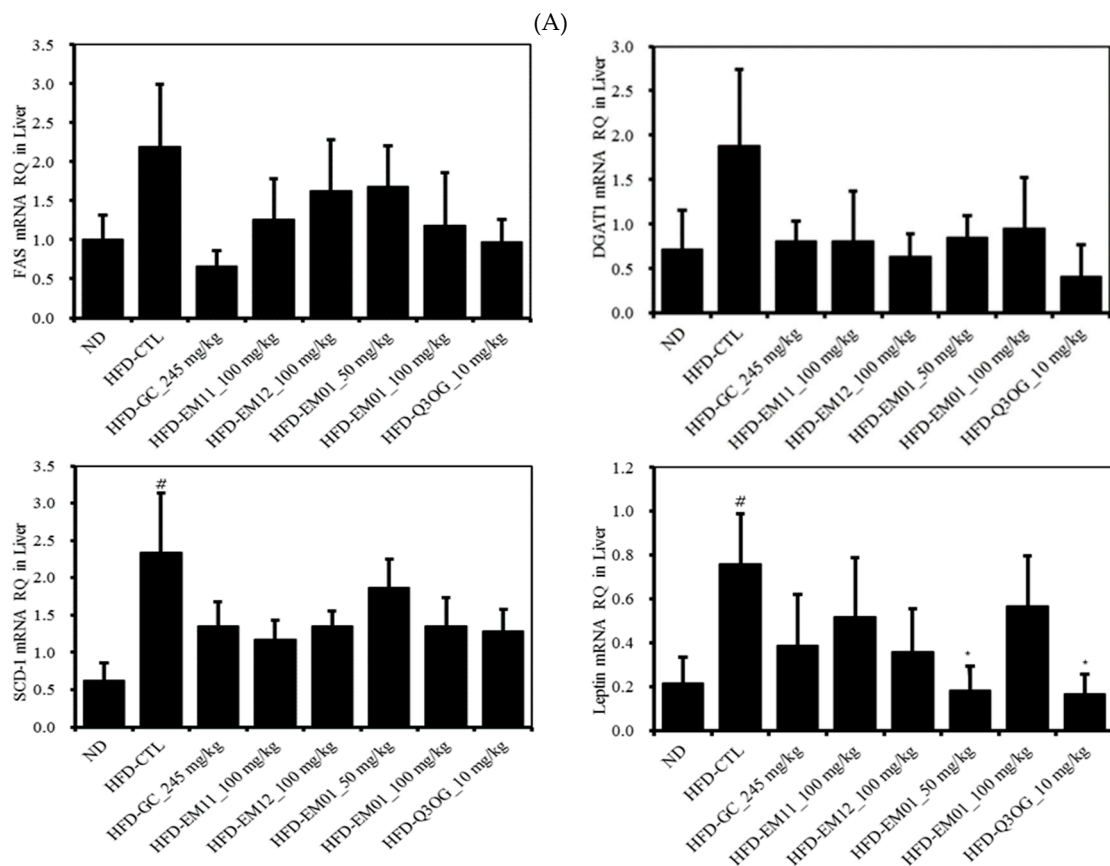 (A)
FAS mRNA RQ in Liver
3.5
3.0
2.5
2.0
1.5
1.0
0.5
0.0
ND
HFD-CTL
HFD-GC_245 mg/kg
HFD-EM11_100 mg/kg
HFD-EM12_100 mg/kg
HFD-EM01_50 mg/kg
HFD-EM01_100 mg/kg
HFD-Q3OG_10 mg/kg
DGAT1 mRNA RQ in Liver
3.0
2.5
2.0
1.5
1.0
0.5
0.0
ND
HFD-CTL
HFD-GC_245 mg/kg
HFD-EM11_100 mg/kg
HFD-EM12_100 mg/kg
HFD-EM01_50 mg/kg
HFD-EM01_100 mg/kg
HFD-Q3OG_10 mg/kg
SCD-1 mRNA RQ in Liver
3.5
3.0
2.5
2.0
1.5
1.0
0.5
0.0
#
ND
HFD-CTL
HFD-GC_245 mg/kg
HFD-EM11_100 mg/kg
HFD-EM12_100 mg/kg
HFD-EM01_50 mg/kg
HFD-EM01_100 mg/kg
HFD-Q3OG_10 mg/kg
Leptin mRNA RQ in Liver
1.2
1.0
0.8
0.6
0.4
0.2
0.0
#
*
*
ND
HFD-CTL
HFD-GC_245 mg/kg
HFD-EM11_100 mg/kg
HFD-EM12_100 mg/kg
HFD-EM01_50 mg/kg
HFD-EM01_100 mg/kg
HFD-Q3OG_10 mg/kg